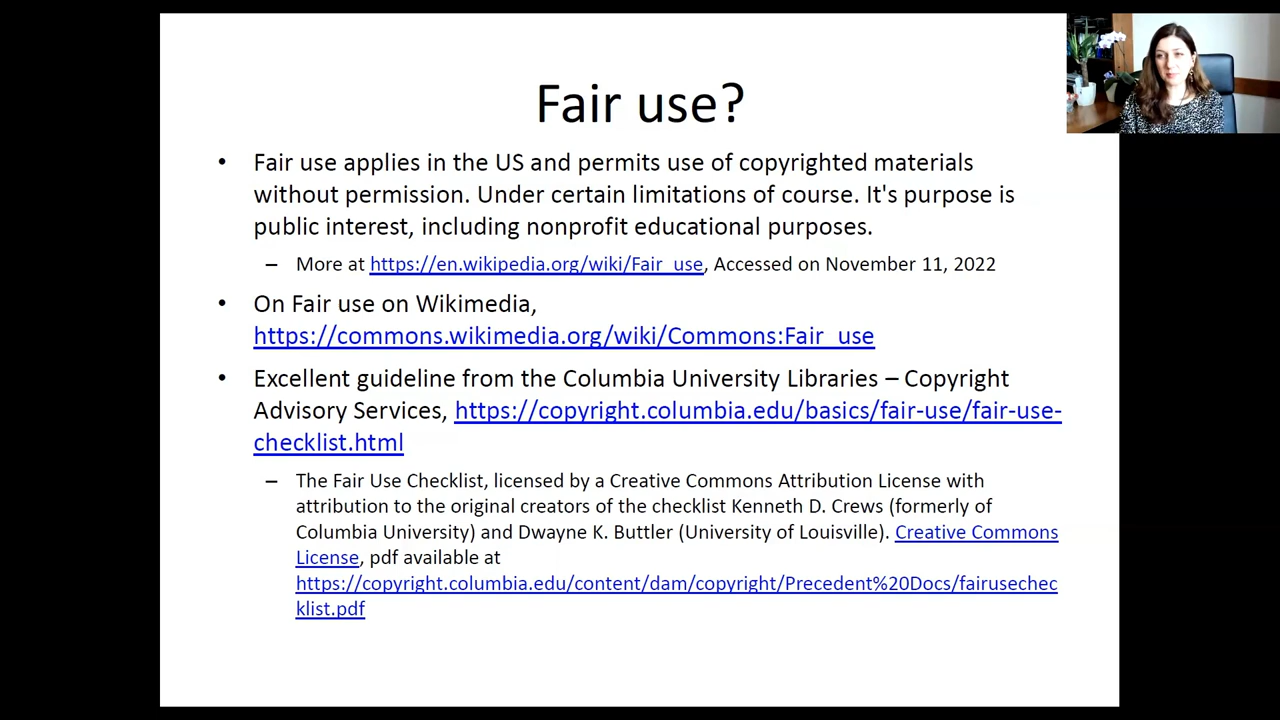 Fair use?
• Fair use applies in the US and permits use of copyrighted materials
without permission. Under certain limitations of course. It's purpose is
public interest, including nonprofit educational purposes.
– More at https://en.wikipedia.org/wiki/Fair_use, Accessed on November 11, 2022
• On Fair use on Wikimedia,
https://commons.wikimedia.org/wiki/Commons:Fair_use
• Excellent guideline from the Columbia University Libraries – Copyright
Advisory Services, https://copyright.columbia.edu/basics/fair-use/fair-use-
checklist.html
– The Fair Use Checklist, licensed by a Creative Commons Attribution License with
attribution to the original creators of the checklist Kenneth D. Crews (formerly of
Columbia University) and Dwayne K. Buttler (University of Louisville). Creative Commons
License, pdf available at
https://copyright.columbia.edu/content/dam/copyright/Precedent%20Docs/fairusechec
klist.pdf